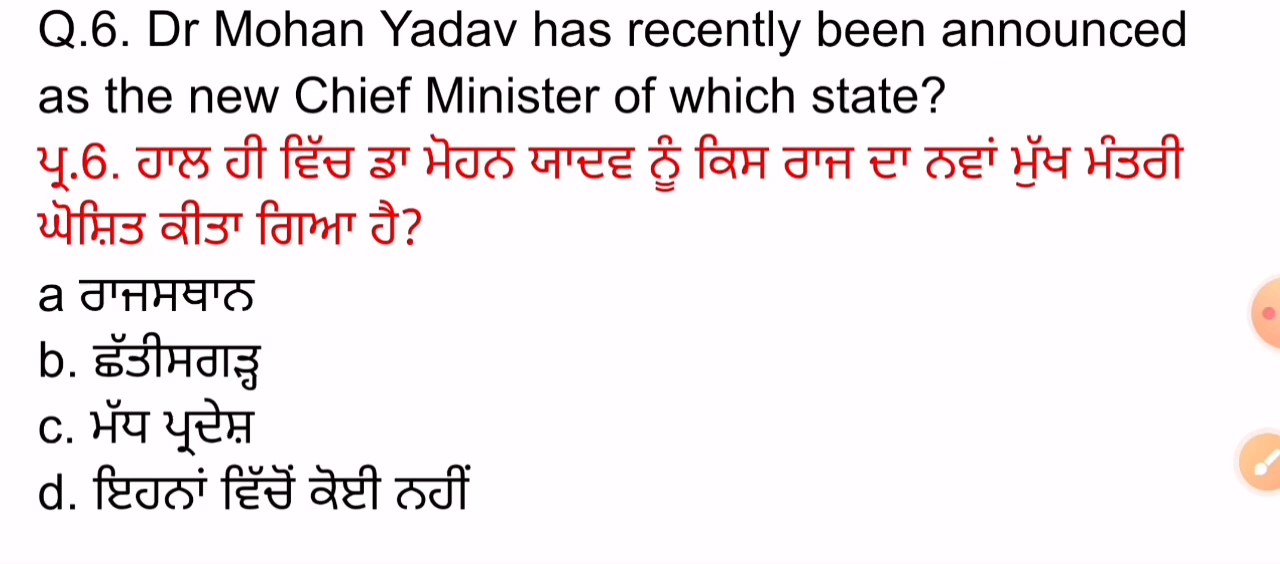 Q.6. Dr Mohan Yadav has recently been announced
as the new Chief Minister of which state?
ਪ੍ਰ.6. ਹਾਲ ਹੀ ਵਿੱਚ ਡਾ ਮੋਹਨ ਯਾਦਵ ਨੂੰ ਕਿਸ ਰਾਜ ਦਾ ਨਵਾਂ ਮੁੱਖ ਮੰਤਰੀ
ਘੋਸ਼ਿਤ ਕੀਤਾ ਗਿਆ ਹੈ?
a ਰਾਜਸਥਾਨ
b. ਛੱਤੀਸਗੜ੍ਹ
c. ਮੱਧ ਪ੍ਰਦੇਸ਼
d. ਇਹਨਾਂ ਵਿੱਚੋਂ ਕੋਈ ਨਹੀਂ